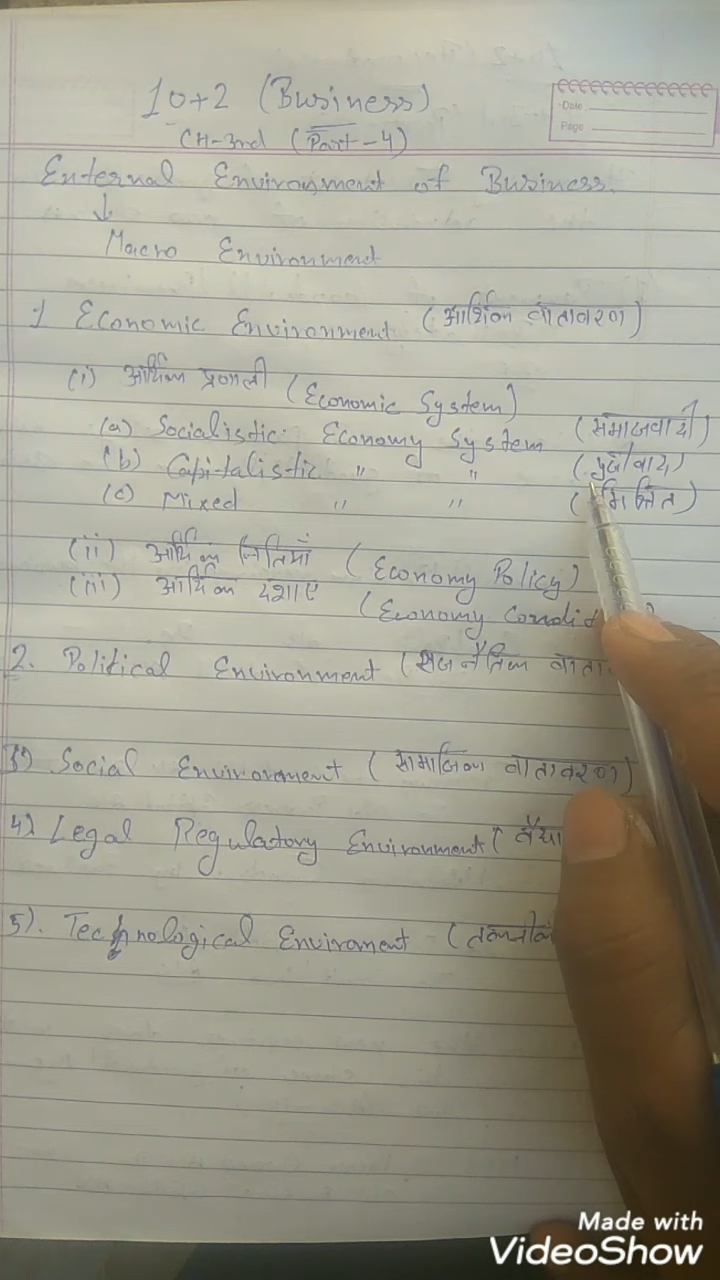 10+2 (Business)
Date
Page
CH-3rd (Part-4)
External Environment of Business.
↓
Macro Environment
1 Economic Environment (आर्थिक वातावरण)
(i) आर्थिक प्रणाली (Economic System)
(a) Socialistic Economy System (समाजवादी)
(b) Capitalistic " "
(c) Mixed " " (मिश्रित)
(ii) आर्थिक नितियाँ (Economy Policy)
(iii) आर्थिक दशाएं (Economy
2. Political Environment (राजनैतिक
3) Social Environment (सामाजिक वातावरण)
4) Legal Regulatory Environment (
5). Technological Enviroment (
Made with
VideoShow